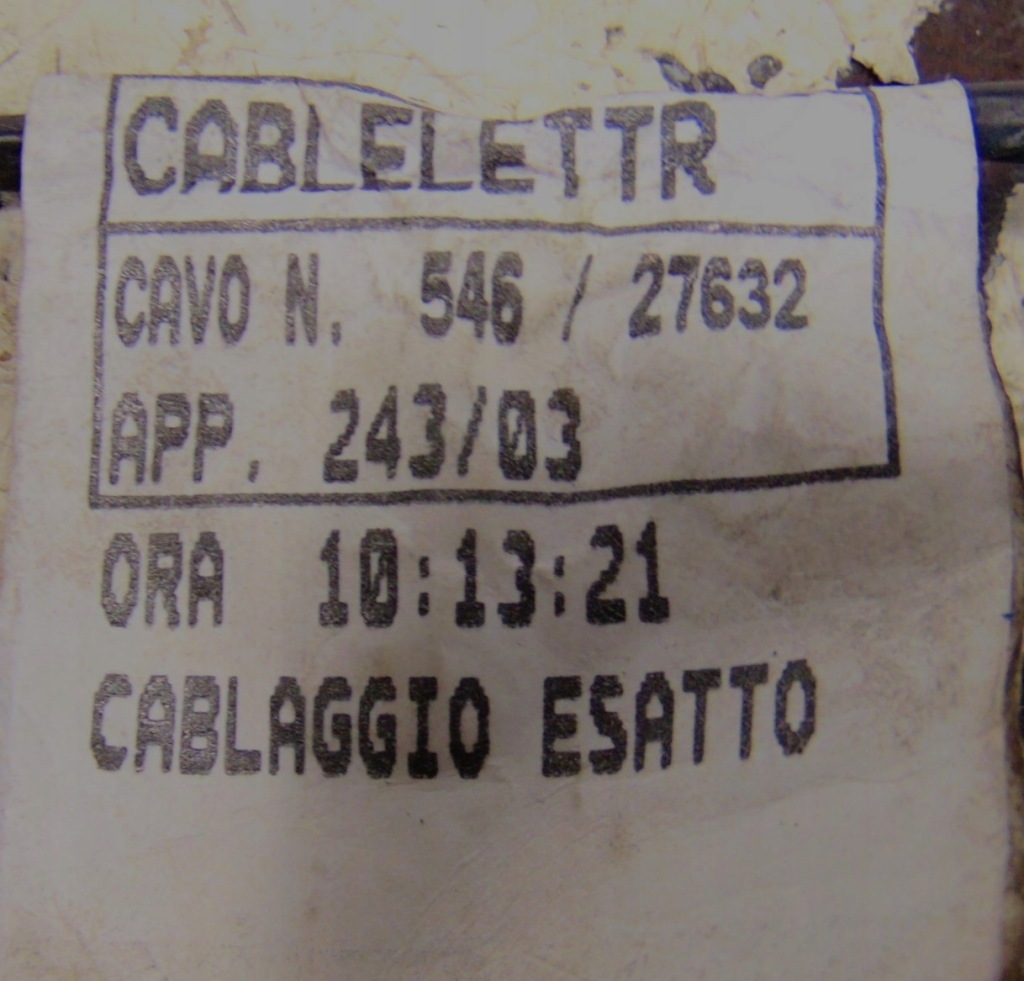 CABLELETTR
CAVO N. 546 / 27632
APP. 243/03
ORA 10:13:21
CABLAGGIO ESATTO